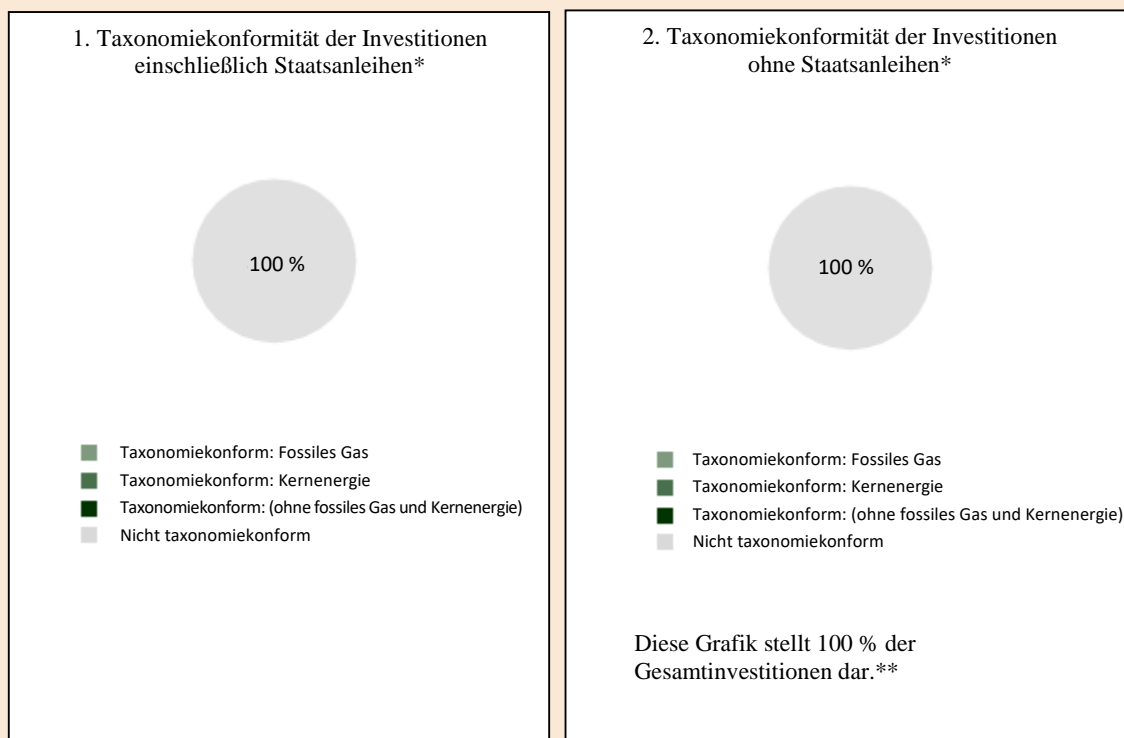 1. Taxonomiekonformität der Investitionen
einschließlich Staatsanleihen*
100 %
Taxonomiekonform: Fossiles Gas
Taxonomiekonform: Kernenergie
Taxonomiekonform: (ohne fossiles Gas und Kernenergie)
Nicht taxonomiekonform
2. Taxonomiekonformität der Investitionen
ohne Staatsanleihen*
100 %
Taxonomiekonform: Fossiles Gas
Taxonomiekonform: Kernenergie
Taxonomiekonform: (ohne fossiles Gas und Kernenergie)
Nicht taxonomiekonform
Diese Grafik stellt 100 % der
Gesamtinvestitionen dar.**